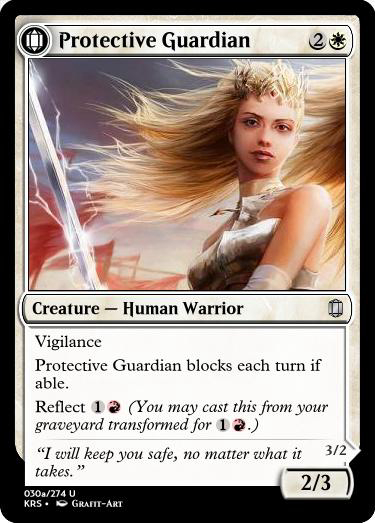 Protective Guardian 2
Creature — Human Warrior
Vigilance
Protective Guardian blocks each turn if
able.
Reflect 1 (You may cast this from your
graveyard transformed for 1 .)
“I will keep you safe, no matter what it
takes.”
3/2
2/3
030a/274 U
KRS • Grafit-Art